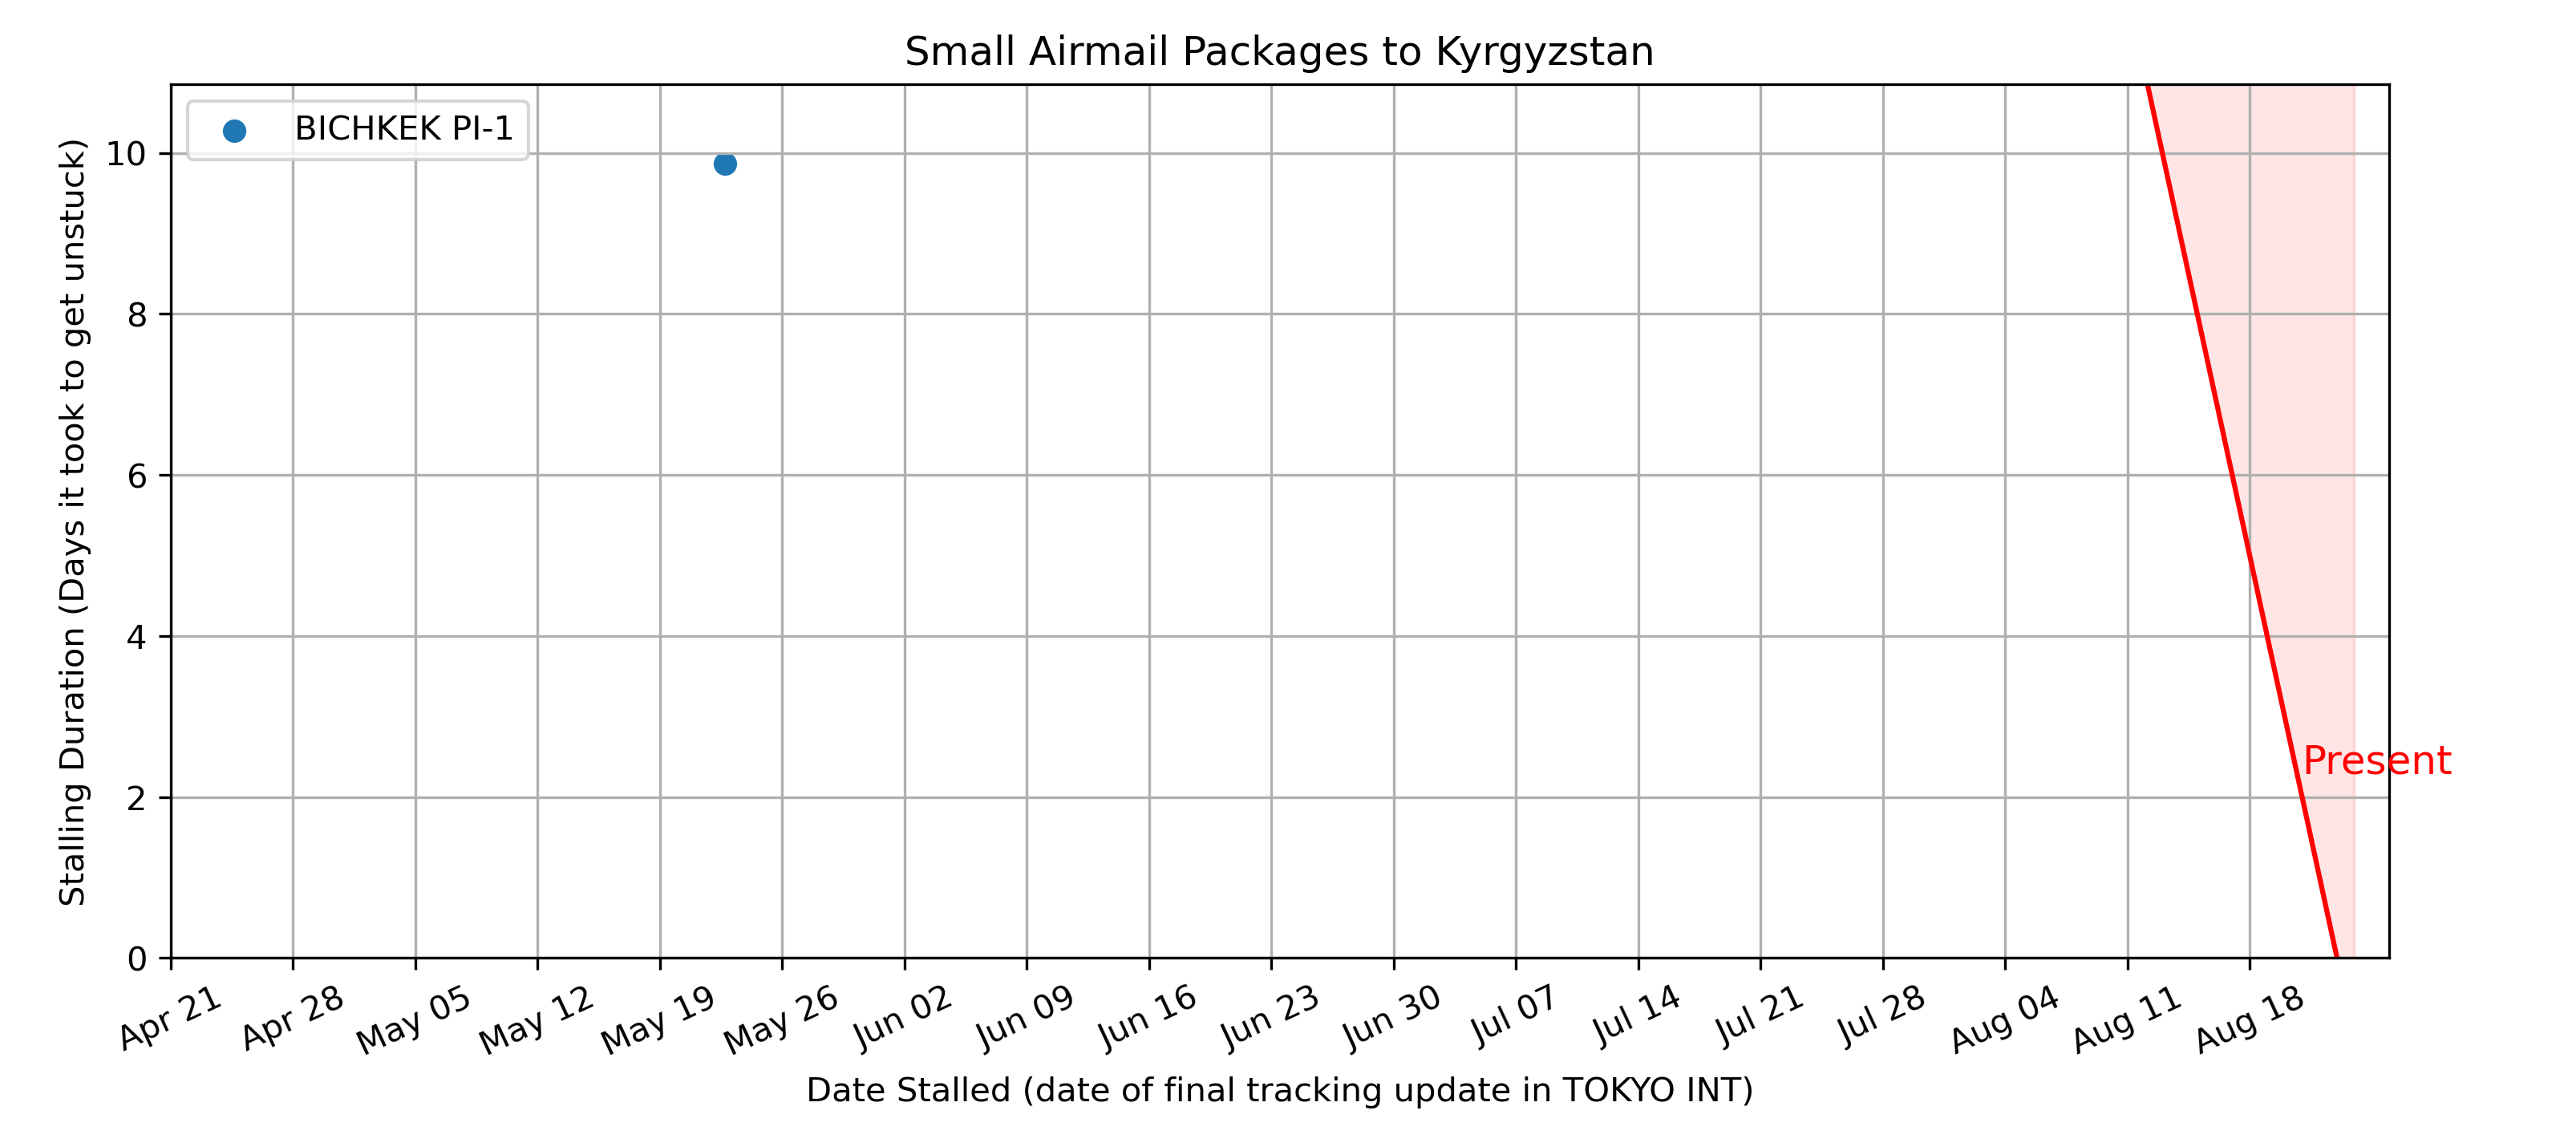 Small Airmail Packages to Kyrgyzstan
BICHKEK PI-1
Stalling Duration (Days it took to get unstuck)
10
8
6
4
2
0
Present
Apr 21
Apr 28
May 05
May 12
May 19
May 26
Jun 02
Jun 09
Jun 16
Jun 23
Jun 30
Jul 07
Jul 14
Jul 21
Jul 28
Aug 04
Aug 11
Aug 18
Date Stalled (date of final tracking update in TOKYO INT)